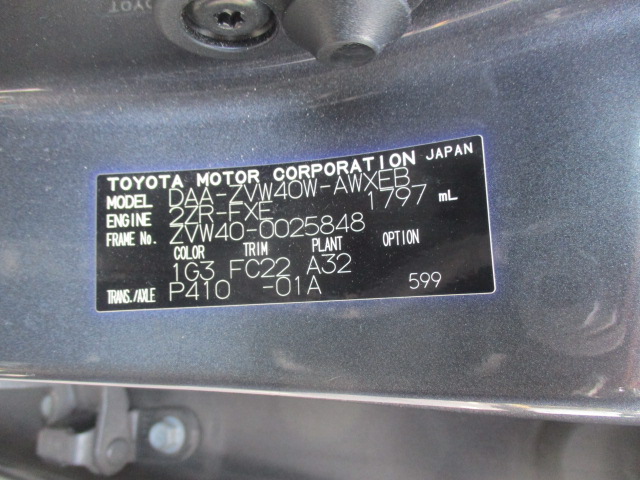 TOYOTA
TOYOTA MOTOR CORPORATION JAPAN
MODEL DAA-ZVW40W-AWXEB
ENGINE 2ZR-FXE 1797 mL
FRAME No. ZVW40-0025848
COLOR TRIM PLANT OPTION
1G3 FC22 A32
TRANS./AXLE P410 -01A 599